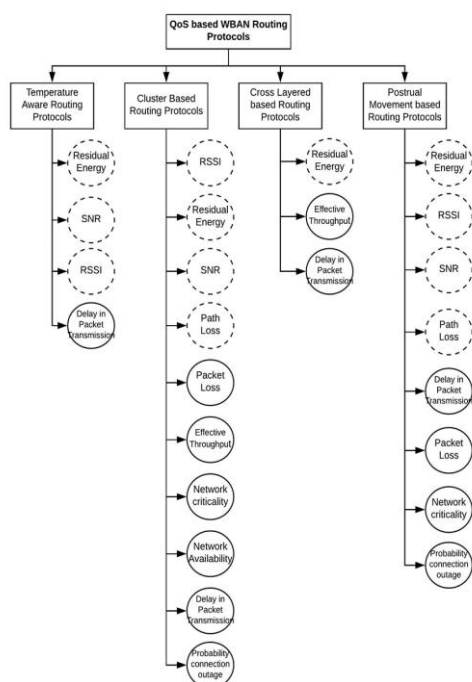 QoS based WBAN Routing
Protocols
Temperature
Aware Routing
Protocols
Cluster Based
Routing Protocols
Cross Layered
based Routing
Protocols
Postrual
Movement based
Routing Protocols
Residual
Energy
SNR
RSSI
Delay in
Packet
Transmission
RSSI
Residual
Energy
SNR
Path
Loss
Packet
Loss
Effective
Throughput
Network
criticality
Network
Availability
Delay in
Packet
Transmission
Probability
connection
outage
Residual
Energy
Effective
Throughput
Delay in
Packet
Transmission
Residual
Energy
RSSI
SNR
Path
Loss
Delay in
Packet
Transmission
Packet
Loss
Network
criticality
Probability
connection
outage